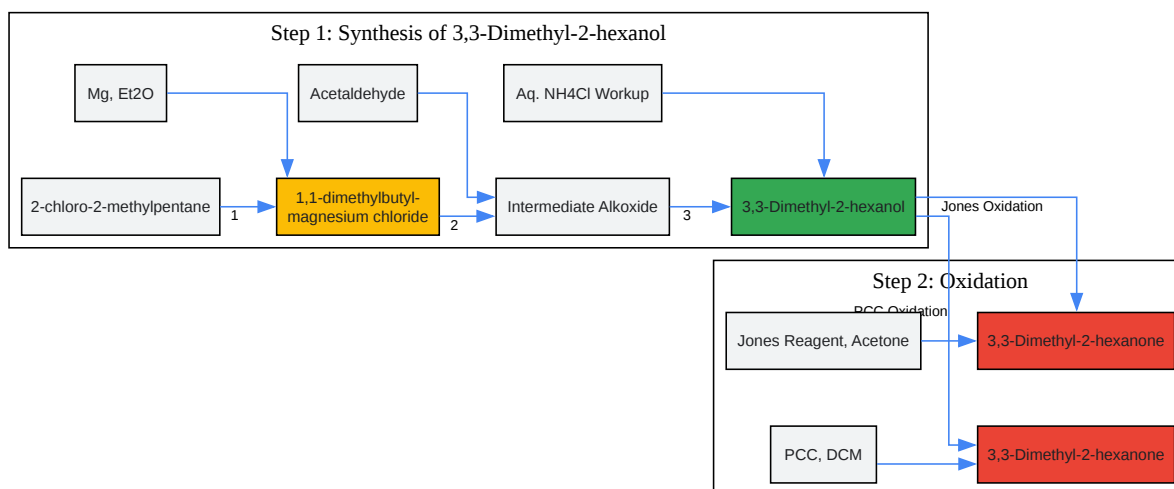 Step 1: Synthesis of 3,3-Dimethyl-2-hexanol
Mg, Et2O
Acetaldehyde
Aq. NH4Cl Workup
2-chloro-2-methylpentane
1
1,1-dimethylbutyl-
magnesium chloride
2
Intermediate Alkoxide
3
3,3-Dimethyl-2-hexanol
Jones Oxidation
Step 2: Oxidation
PCC Oxidation
Jones Reagent, Acetone
3,3-Dimethyl-2-hexanone
PCC, DCM
3,3-Dimethyl-2-hexanone